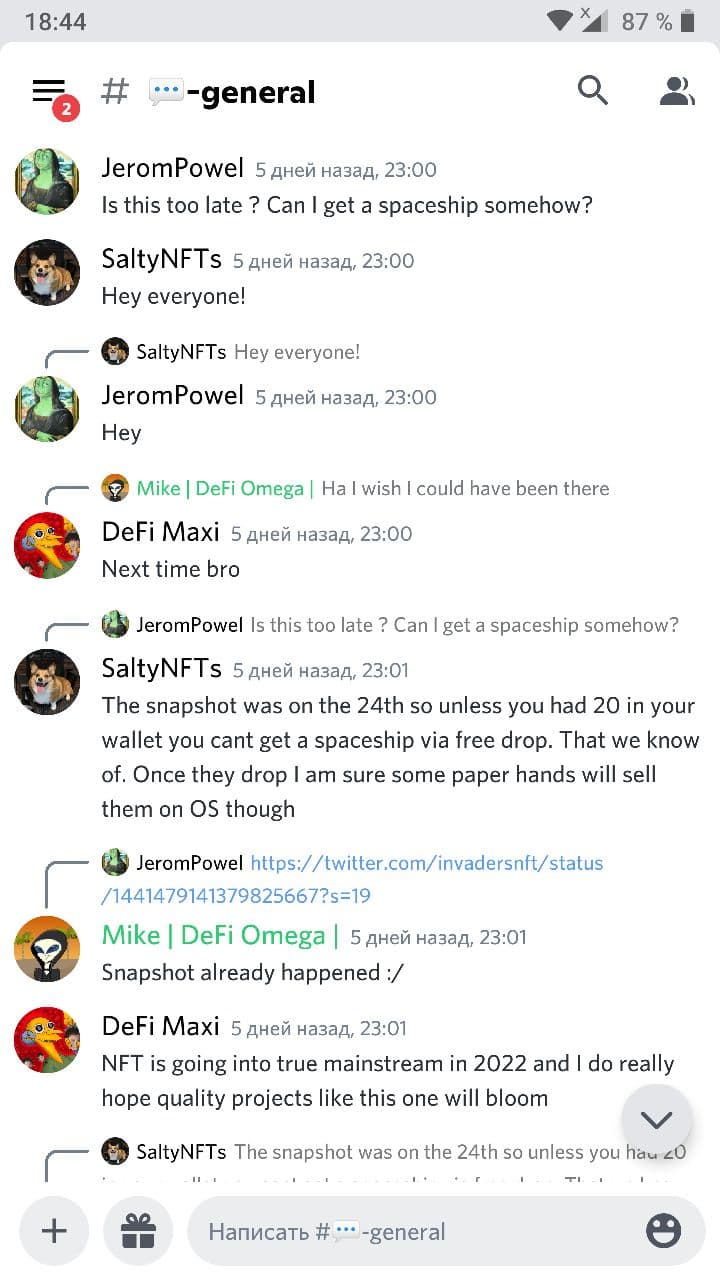 18:44
x
87 %
2
# 💬-general
JeromPowel 5 дней назад, 23:00
Is this too late ? Can I get a spaceship somehow?
SaltyNFTs 5 дней назад, 23:00
Hey everyone!
SaltyNFTs Hey everyone!
JeromPowel 5 дней назад, 23:00
Hey
Mike | DeFi Omega | Ha I wish I could have been there
DeFi Maxi 5 дней назад, 23:00
Next time bro
JeromPowel Is this too late ? Can I get a spaceship somehow?
SaltyNFTs 5 дней назад, 23:01
The snapshot was on the 24th so unless you had 20 in your
wallet you cant get a spaceship via free drop. That we know
of. Once they drop I am sure some paper hands will sell
them on OS though
JeromPowel https://twitter.com/invadersnft/status
/1441479141379825667?s=19
Mike | DeFi Omega | 5 дней назад, 23:01
Snapshot already happened :/
DeFi Maxi 5 дней назад, 23:01
NFT is going into true mainstream in 2022 and I do really
hope quality projects like this one will bloom
SaltyNFTs The snapshot was on the 24th so unless you had 20
Написать #💬-general